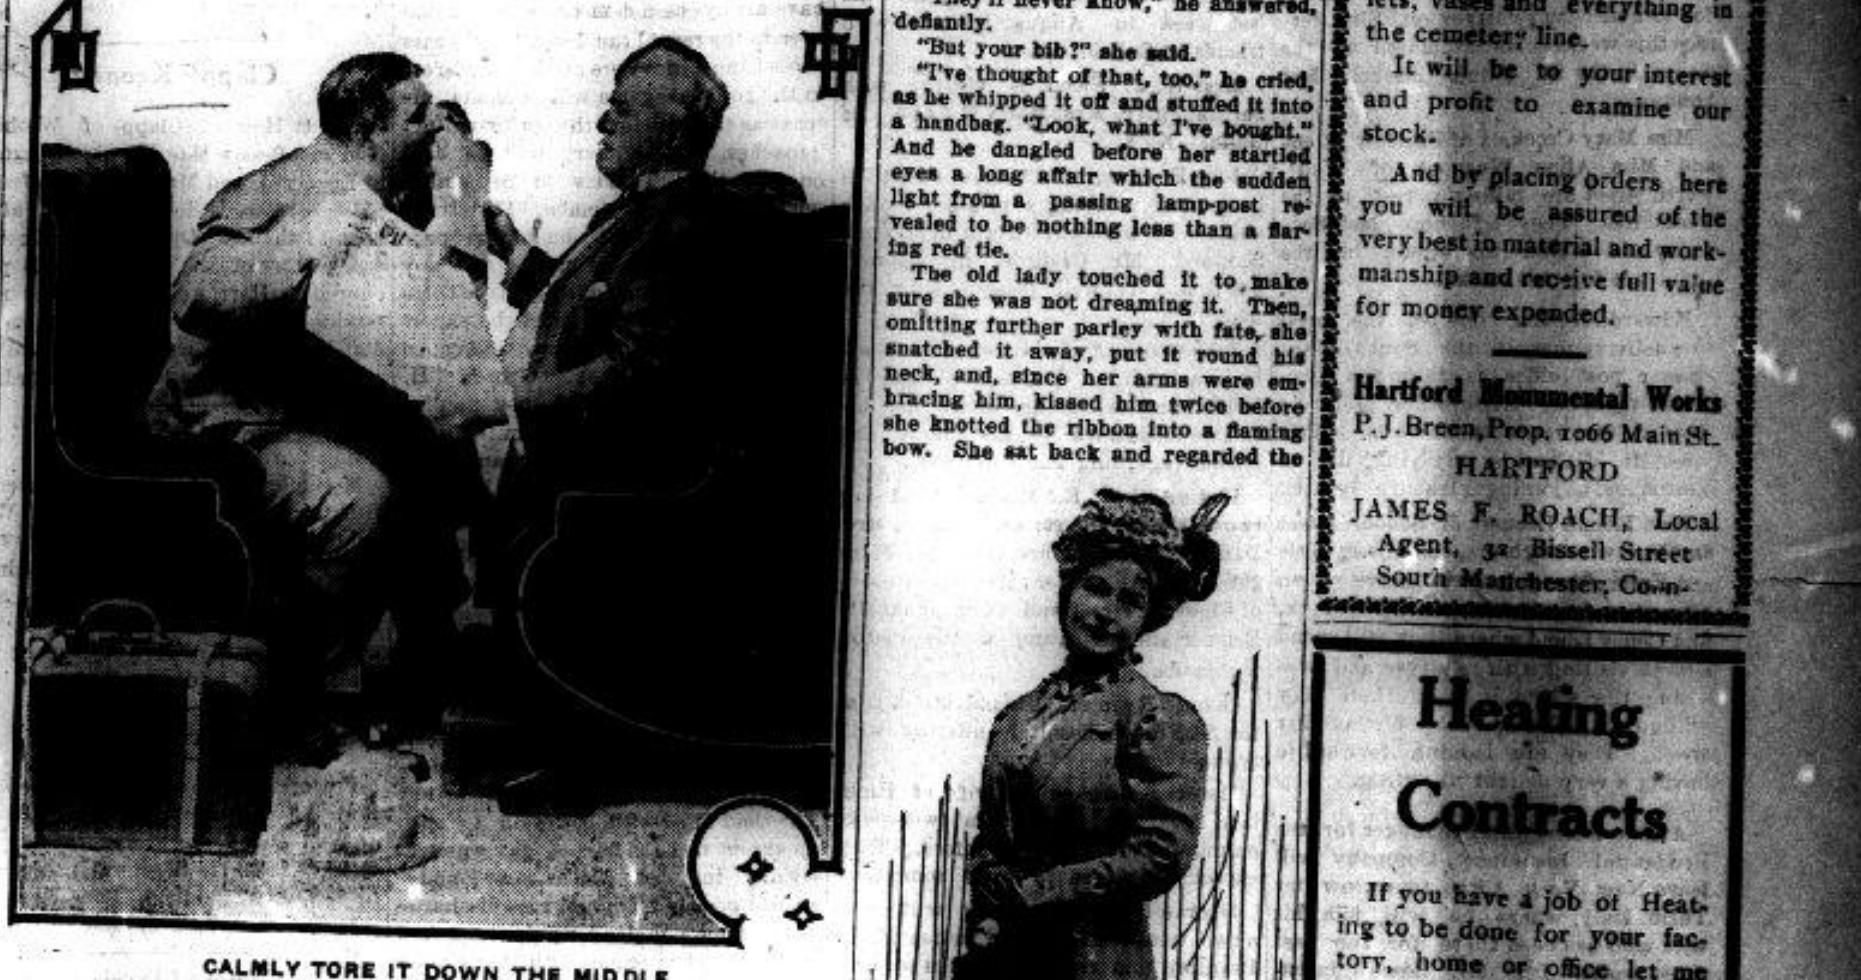 CALMLY TORE IT DOWN THE MIDDLE
"They'll never know," he answered,
defiantly.
"But your bib?" she said.
"I've thought of that, too," he cried,
as he whipped it off and stuffed it into
a handbag. "Look, what I've bought."
And he dangled before her startled
eyes a long affair which the sudden
light from a passing lamp-post re-
vealed to be nothing less than a flar-
ing red tie.
The old lady touched it to make
sure she was not dreaming it. Then,
omitting further parley with fate, she
snatched it away, put it round his
neck, and, since her arms were em-
bracing him, kissed him twice before
she knotted the ribbon into a flaming
bow. She sat back and regarded the
vases and everything in
the cemetery line.
It will be to your interest
and profit to examine our
stock.
And by placing orders here
you will be assured of the
very best in material and work-
manship and receive full value
for money expended.
Hartford Monumental Works
P. J. Breen, Prop. 1066 Main St.
HARTFORD
JAMES F. ROACH, Local
Agent, 32 Bissell Street
South Manchester, Conn.
Heating
Contracts
If you have a job of Heat-
ing to be done for your fac-
tory, home or office let me